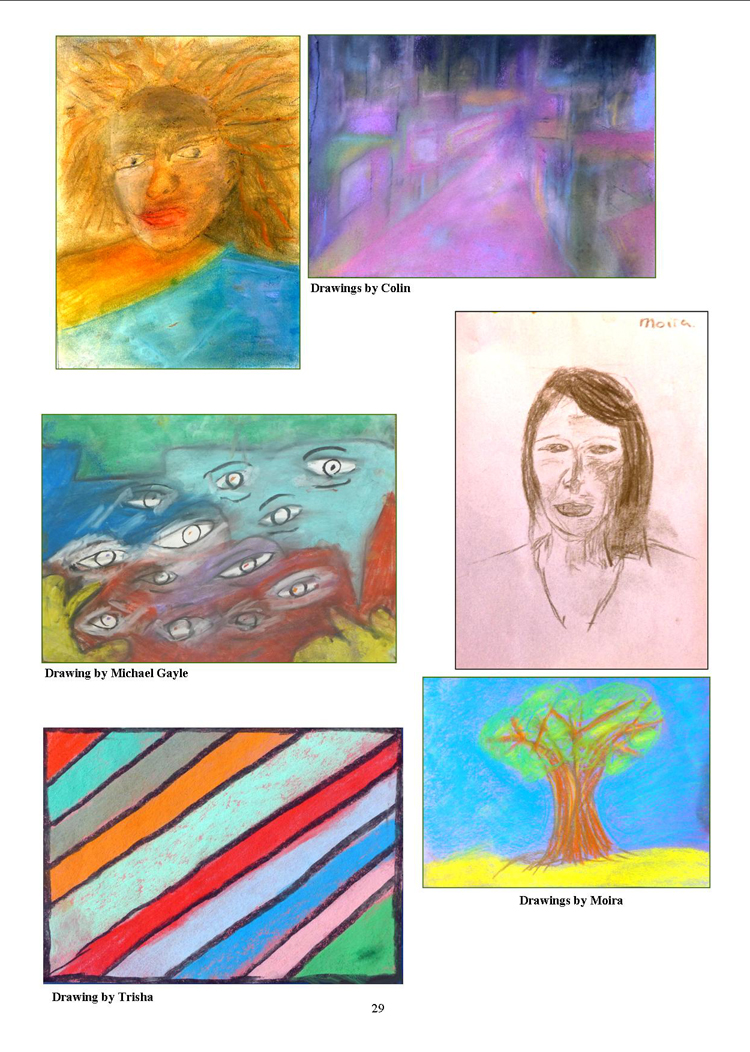 Drawings by Colin
Moira.
Drawing by Michael Gayle
Drawings by Moira
Drawing by Trisha
29